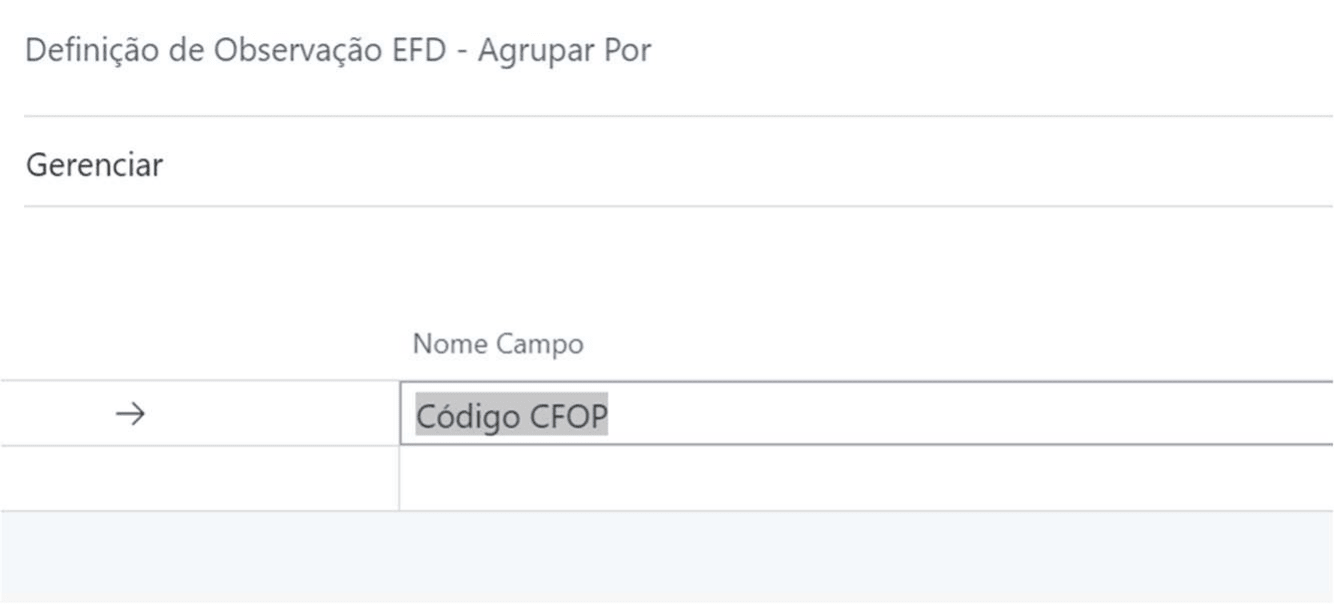 Definição de Observação EFD - Agrupar Por
Gerenciar
Nome Campo
Código CFOP